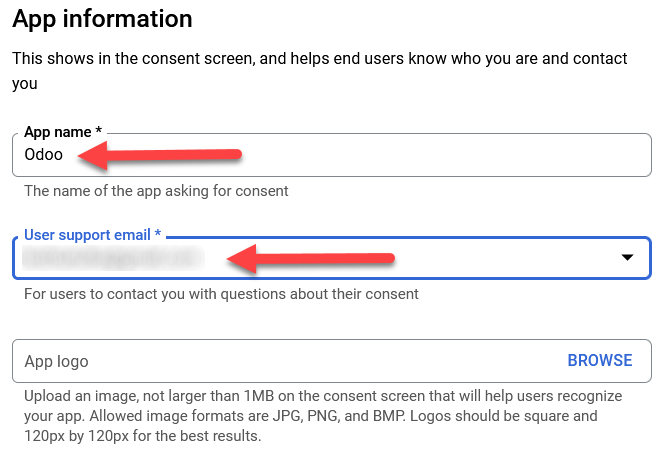 App information
This shows in the consent screen, and helps end users know who you are and contact
you
App name *
Odoo
The name of the app asking for consent
User support email *
For users to contact you with questions about their consent
App logo
BROWSE
Upload an image, not larger than 1MB on the consent screen that will help users recognize
your app. Allowed image formats are JPG, PNG, and BMP. Logos should be square and
120px by 120px for the best results.